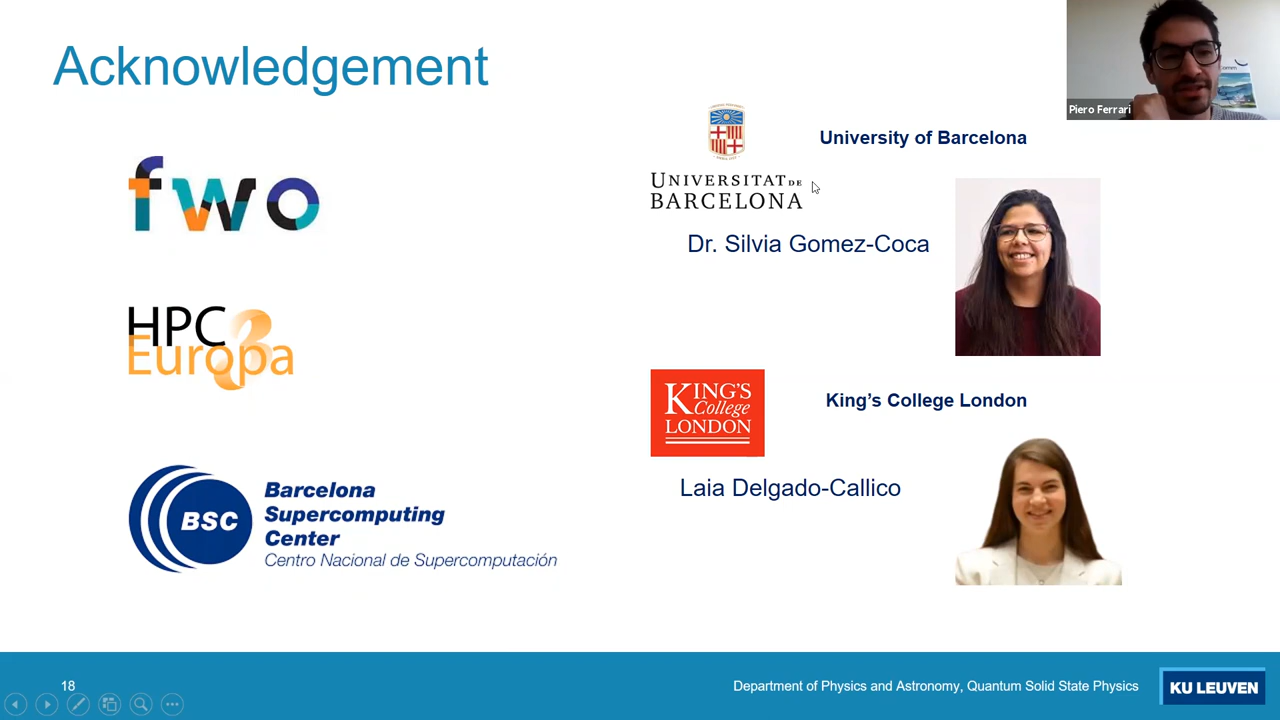 Acknowledgement
Piero Ferrari
fwo
HPC
Europa
3
BSC
Barcelona
Supercomputing
Center
Centro Nacional de Supercomputación
UNIVERSITAT DE
BARCELONA
University of Barcelona
Dr. Silvia Gomez-Coca
KING'S
College
LONDON
King’s College London
Laia Delgado-Callico
18
Department of Physics and Astronomy, Quantum Solid State Physics
KU LEUVEN